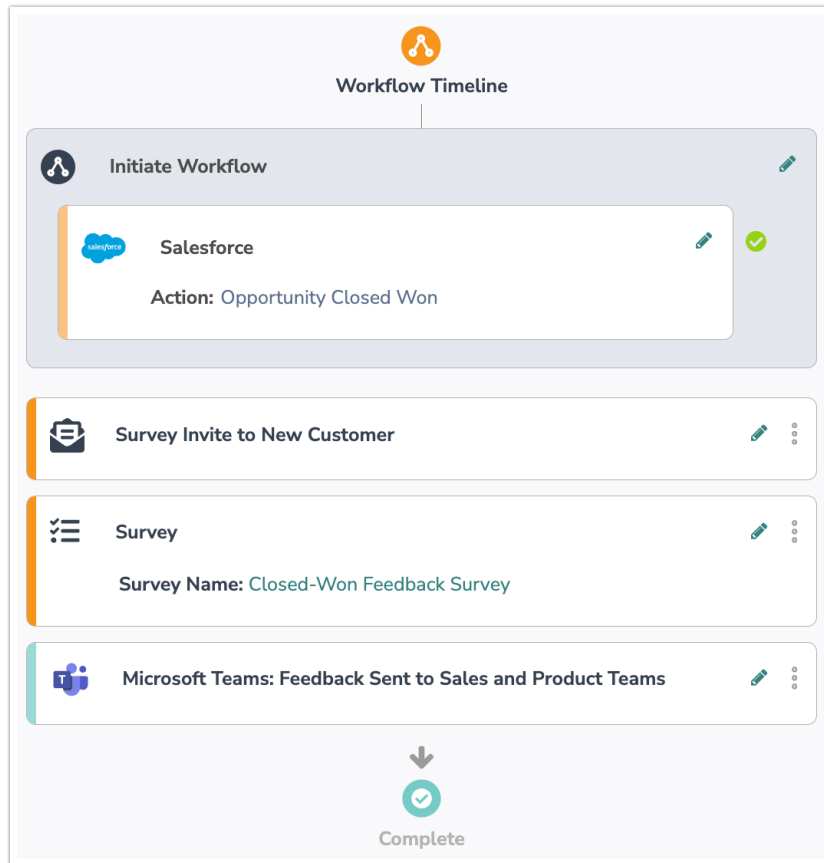 Workflow Timeline
Initiate Workflow
salesforce
Salesforce
Action: Opportunity Closed Won
Survey Invite to New Customer
Survey
Survey Name: Closed-Won Feedback Survey
T
Microsoft Teams: Feedback Sent to Sales and Product Teams
Complete